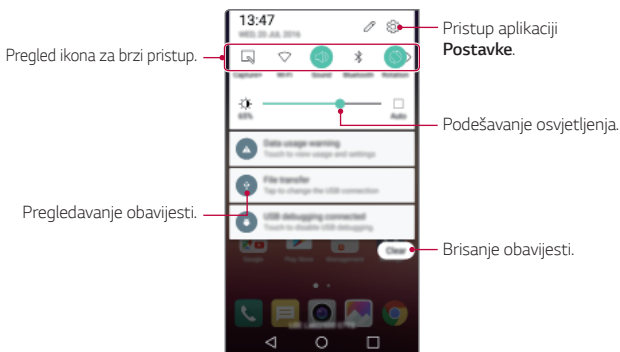 13:47
WED, 20 JUL 2016
Pristup aplikaciji
Postavke.
Pregled ikona za brzi pristup.
Capture+ Wi-Fi Sound Bluetooth Rotation
65% Auto
Podešavanje osvjetljenja.
Data usage warning
Touch to view usage and settings
File transfer
Tap to change the USB connection
Pregledavanje obavijesti.
USB debugging connected
Touch to disable USB debugging.
Clear
Brisanje obavijesti.
Google Play Store Management